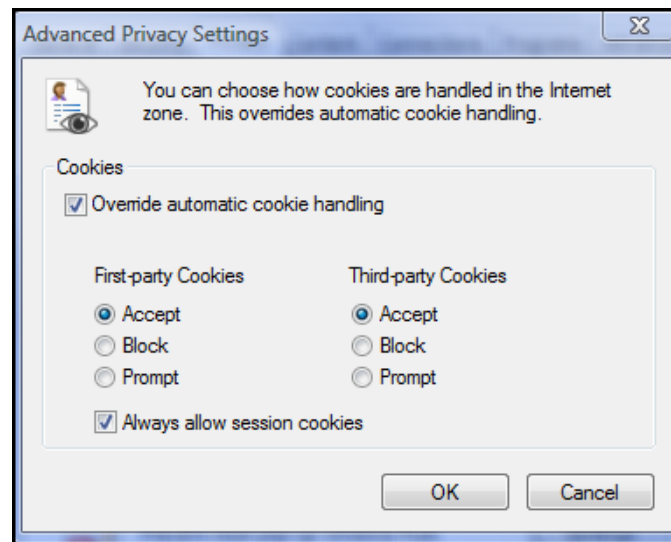 Advanced Privacy Settings
You can choose how cookies are handled in the Internet
zone. This overrides automatic cookie handling.
Cookies
Override automatic cookie handling
First-party Cookies
Third-party Cookies
Accept
Accept
Block
Block
Prompt
Prompt
Always allow session cookies
OK
Cancel